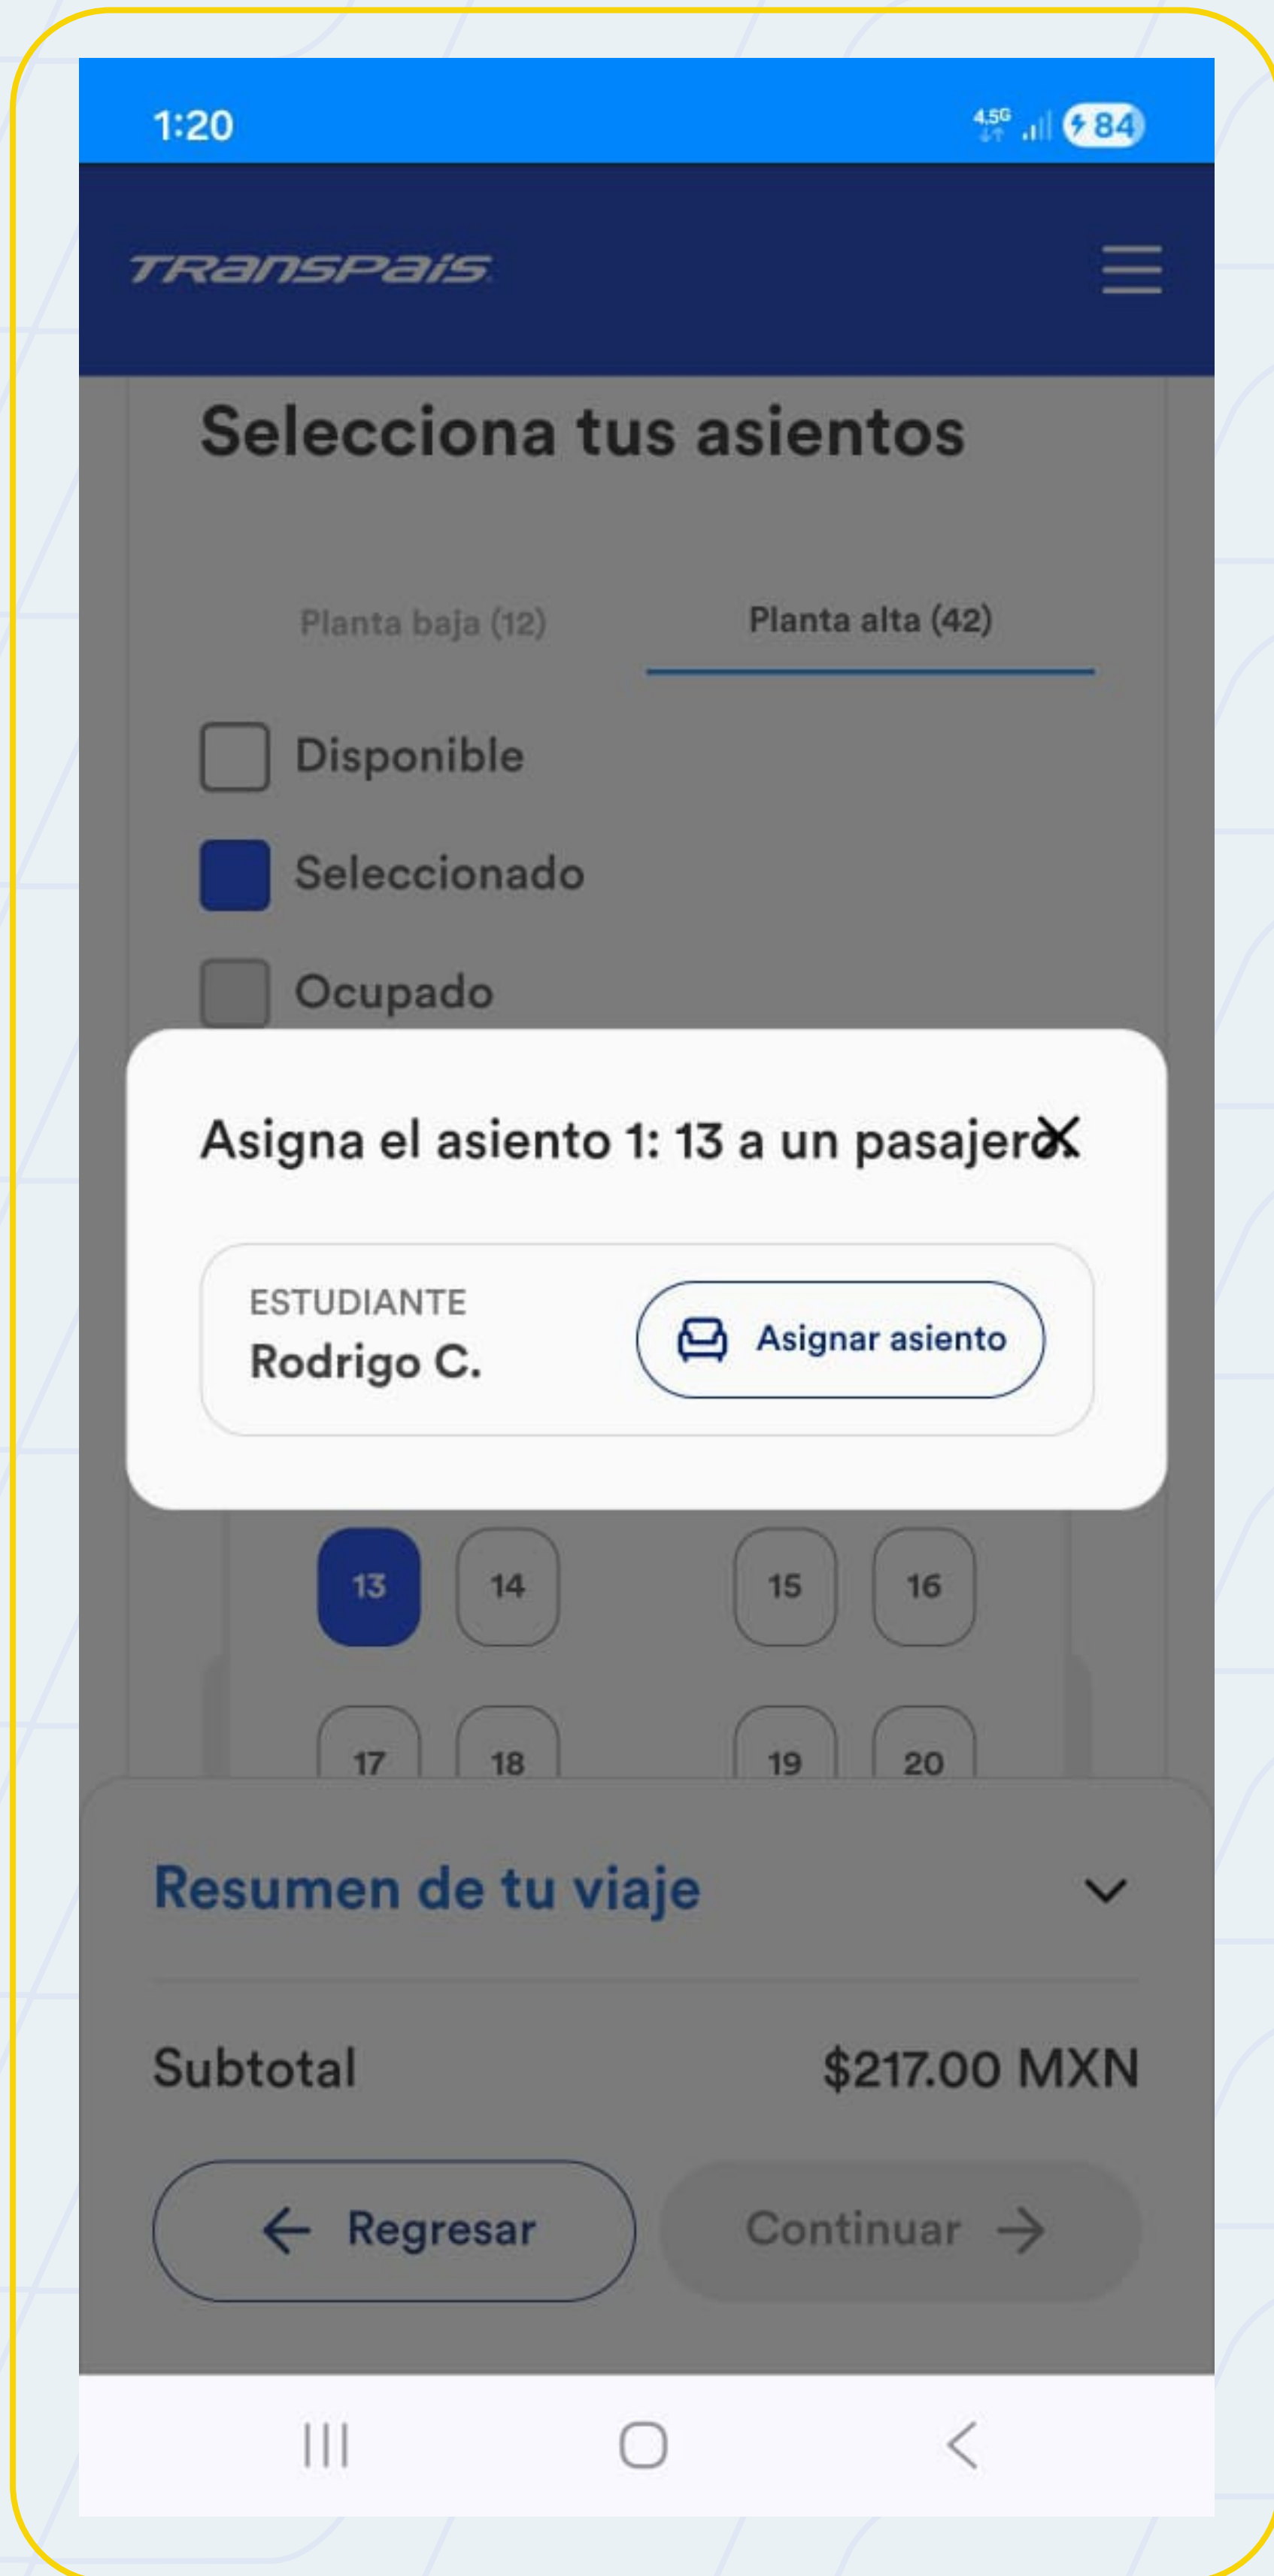 1:20
4.5G
84
TRANSPaís
Selecciona tus asientos
Planta baja (12)
Planta alta (42)
Disponible
Seleccionado
Ocupado
Asigna el asiento 1: 13 a un pasajero.
ESTUDIANTE
Rodrigo C.
Asignar asiento
13 14 15 16
17 18 19 20
Resumen de tu viaje
Subtotal $217.00 MXN
Regresar Continuar